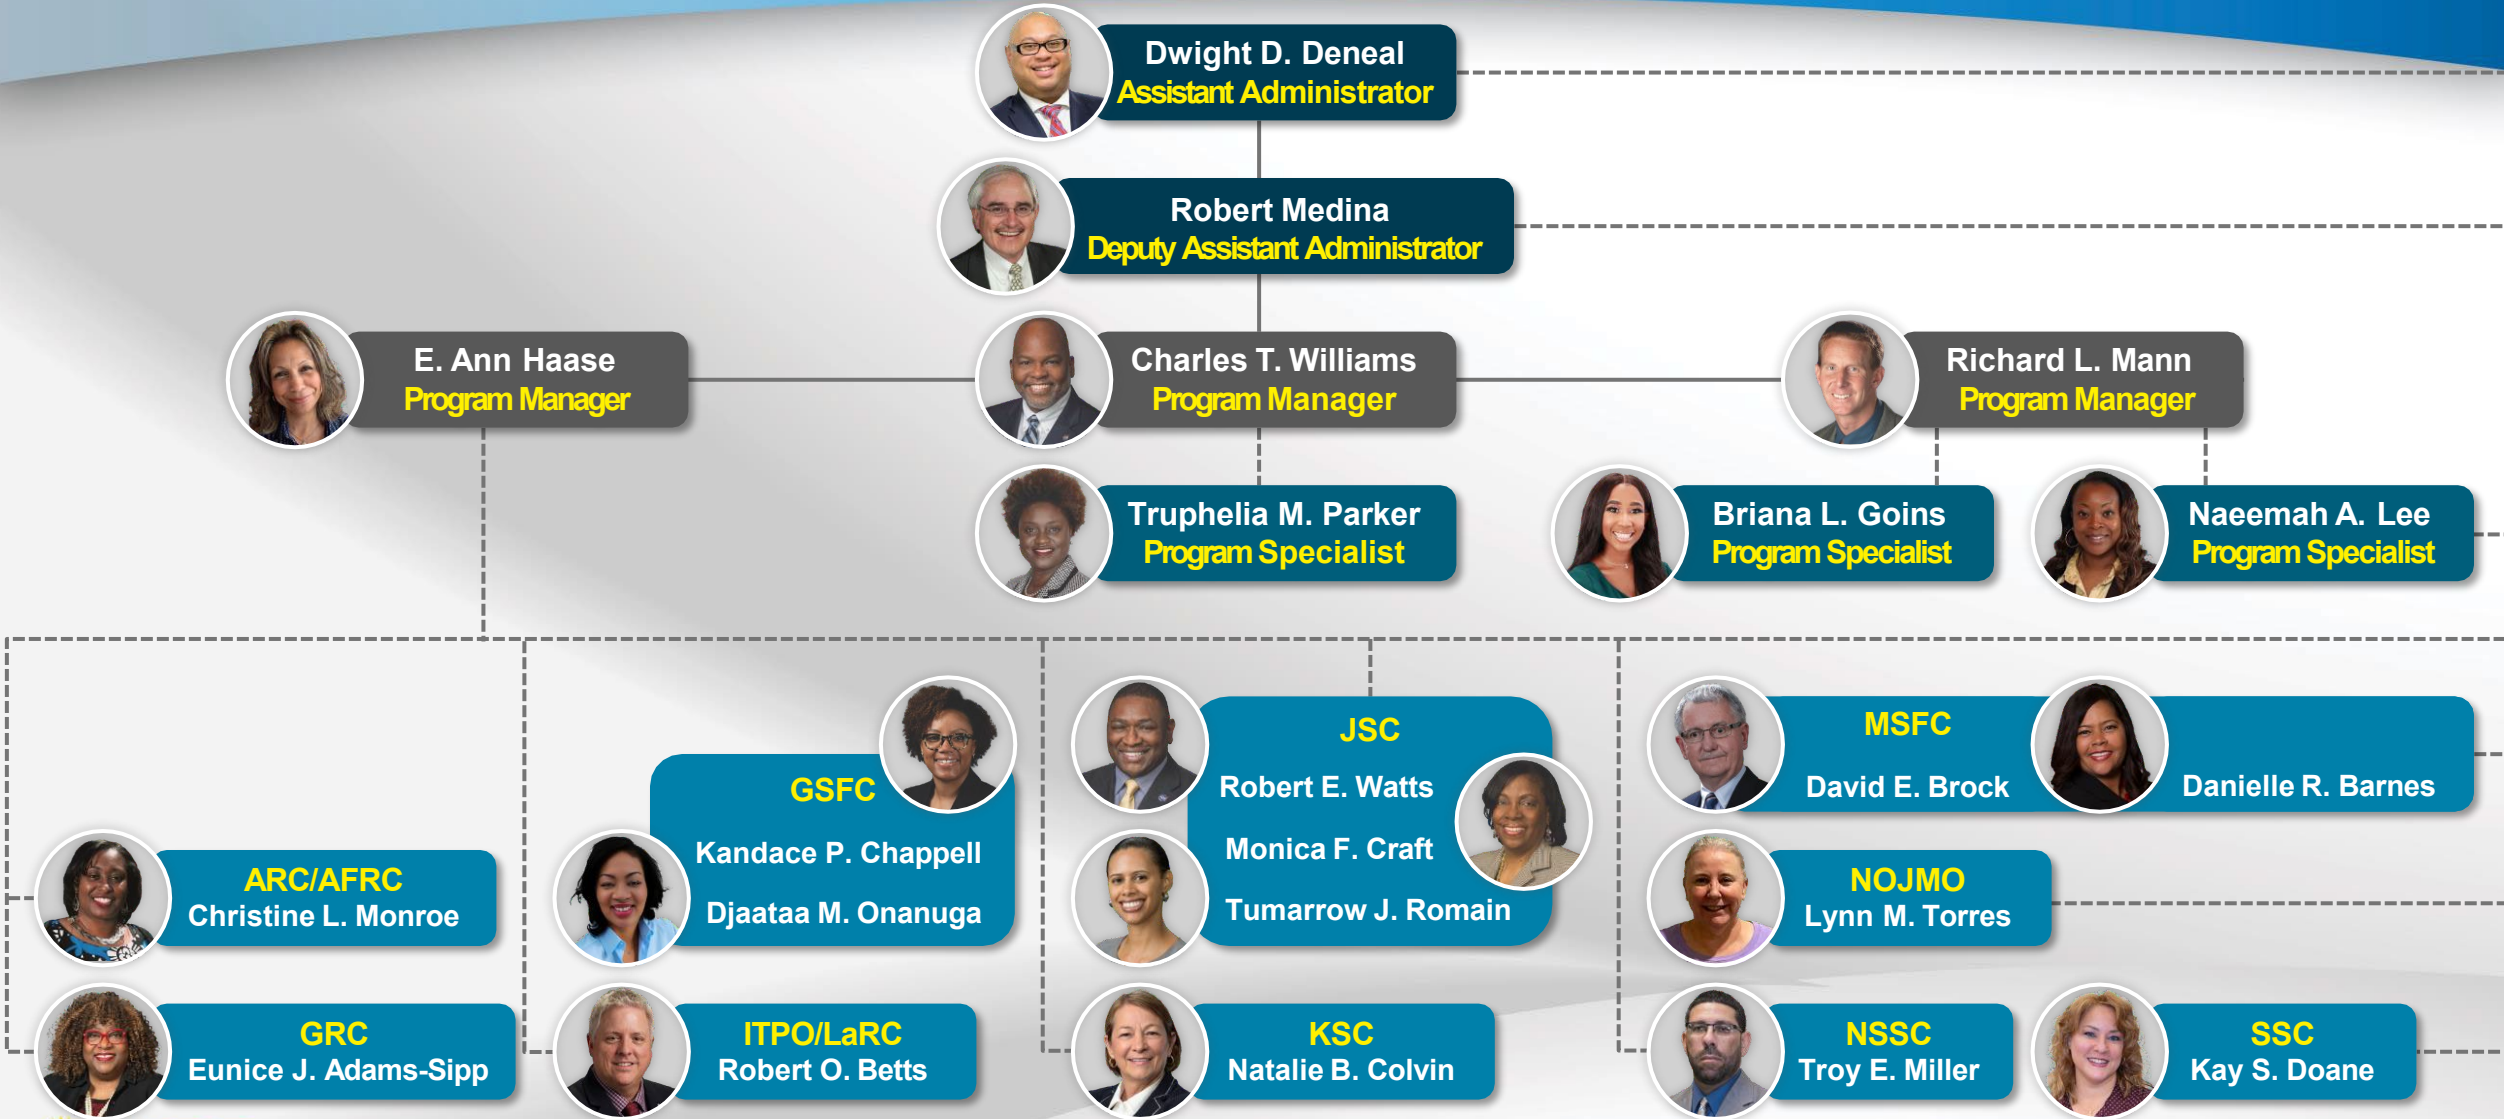 Dwight D. Deneal
Assistant Administrator
Robert Medina
Deputy Assistant Administrator
E. Ann Haase
Program Manager
Charles T. Williams
Program Manager
Richard L. Mann
Program Manager
Truphelia M. Parker
Program Specialist
Briana L. Goins
Program Specialist
Naeemah A. Lee
Program Specialist
ARC/AFRC
Christine L. Monroe
GRC
Eunice J. Adams-Sipp
GSFC
Kandace P. Chappell
Djaataa M. Onanuga
ITPO/LaRC
Robert O. Betts
JSC
Robert E. Watts
Monica F. Craft
Tumarrow J. Romain
KSC
Natalie B. Colvin
MSFC
David E. Brock
Danielle R. Barnes
NOJMO
Lynn M. Torres
NSSC
Troy E. Miller
SSC
Kay S. Doane